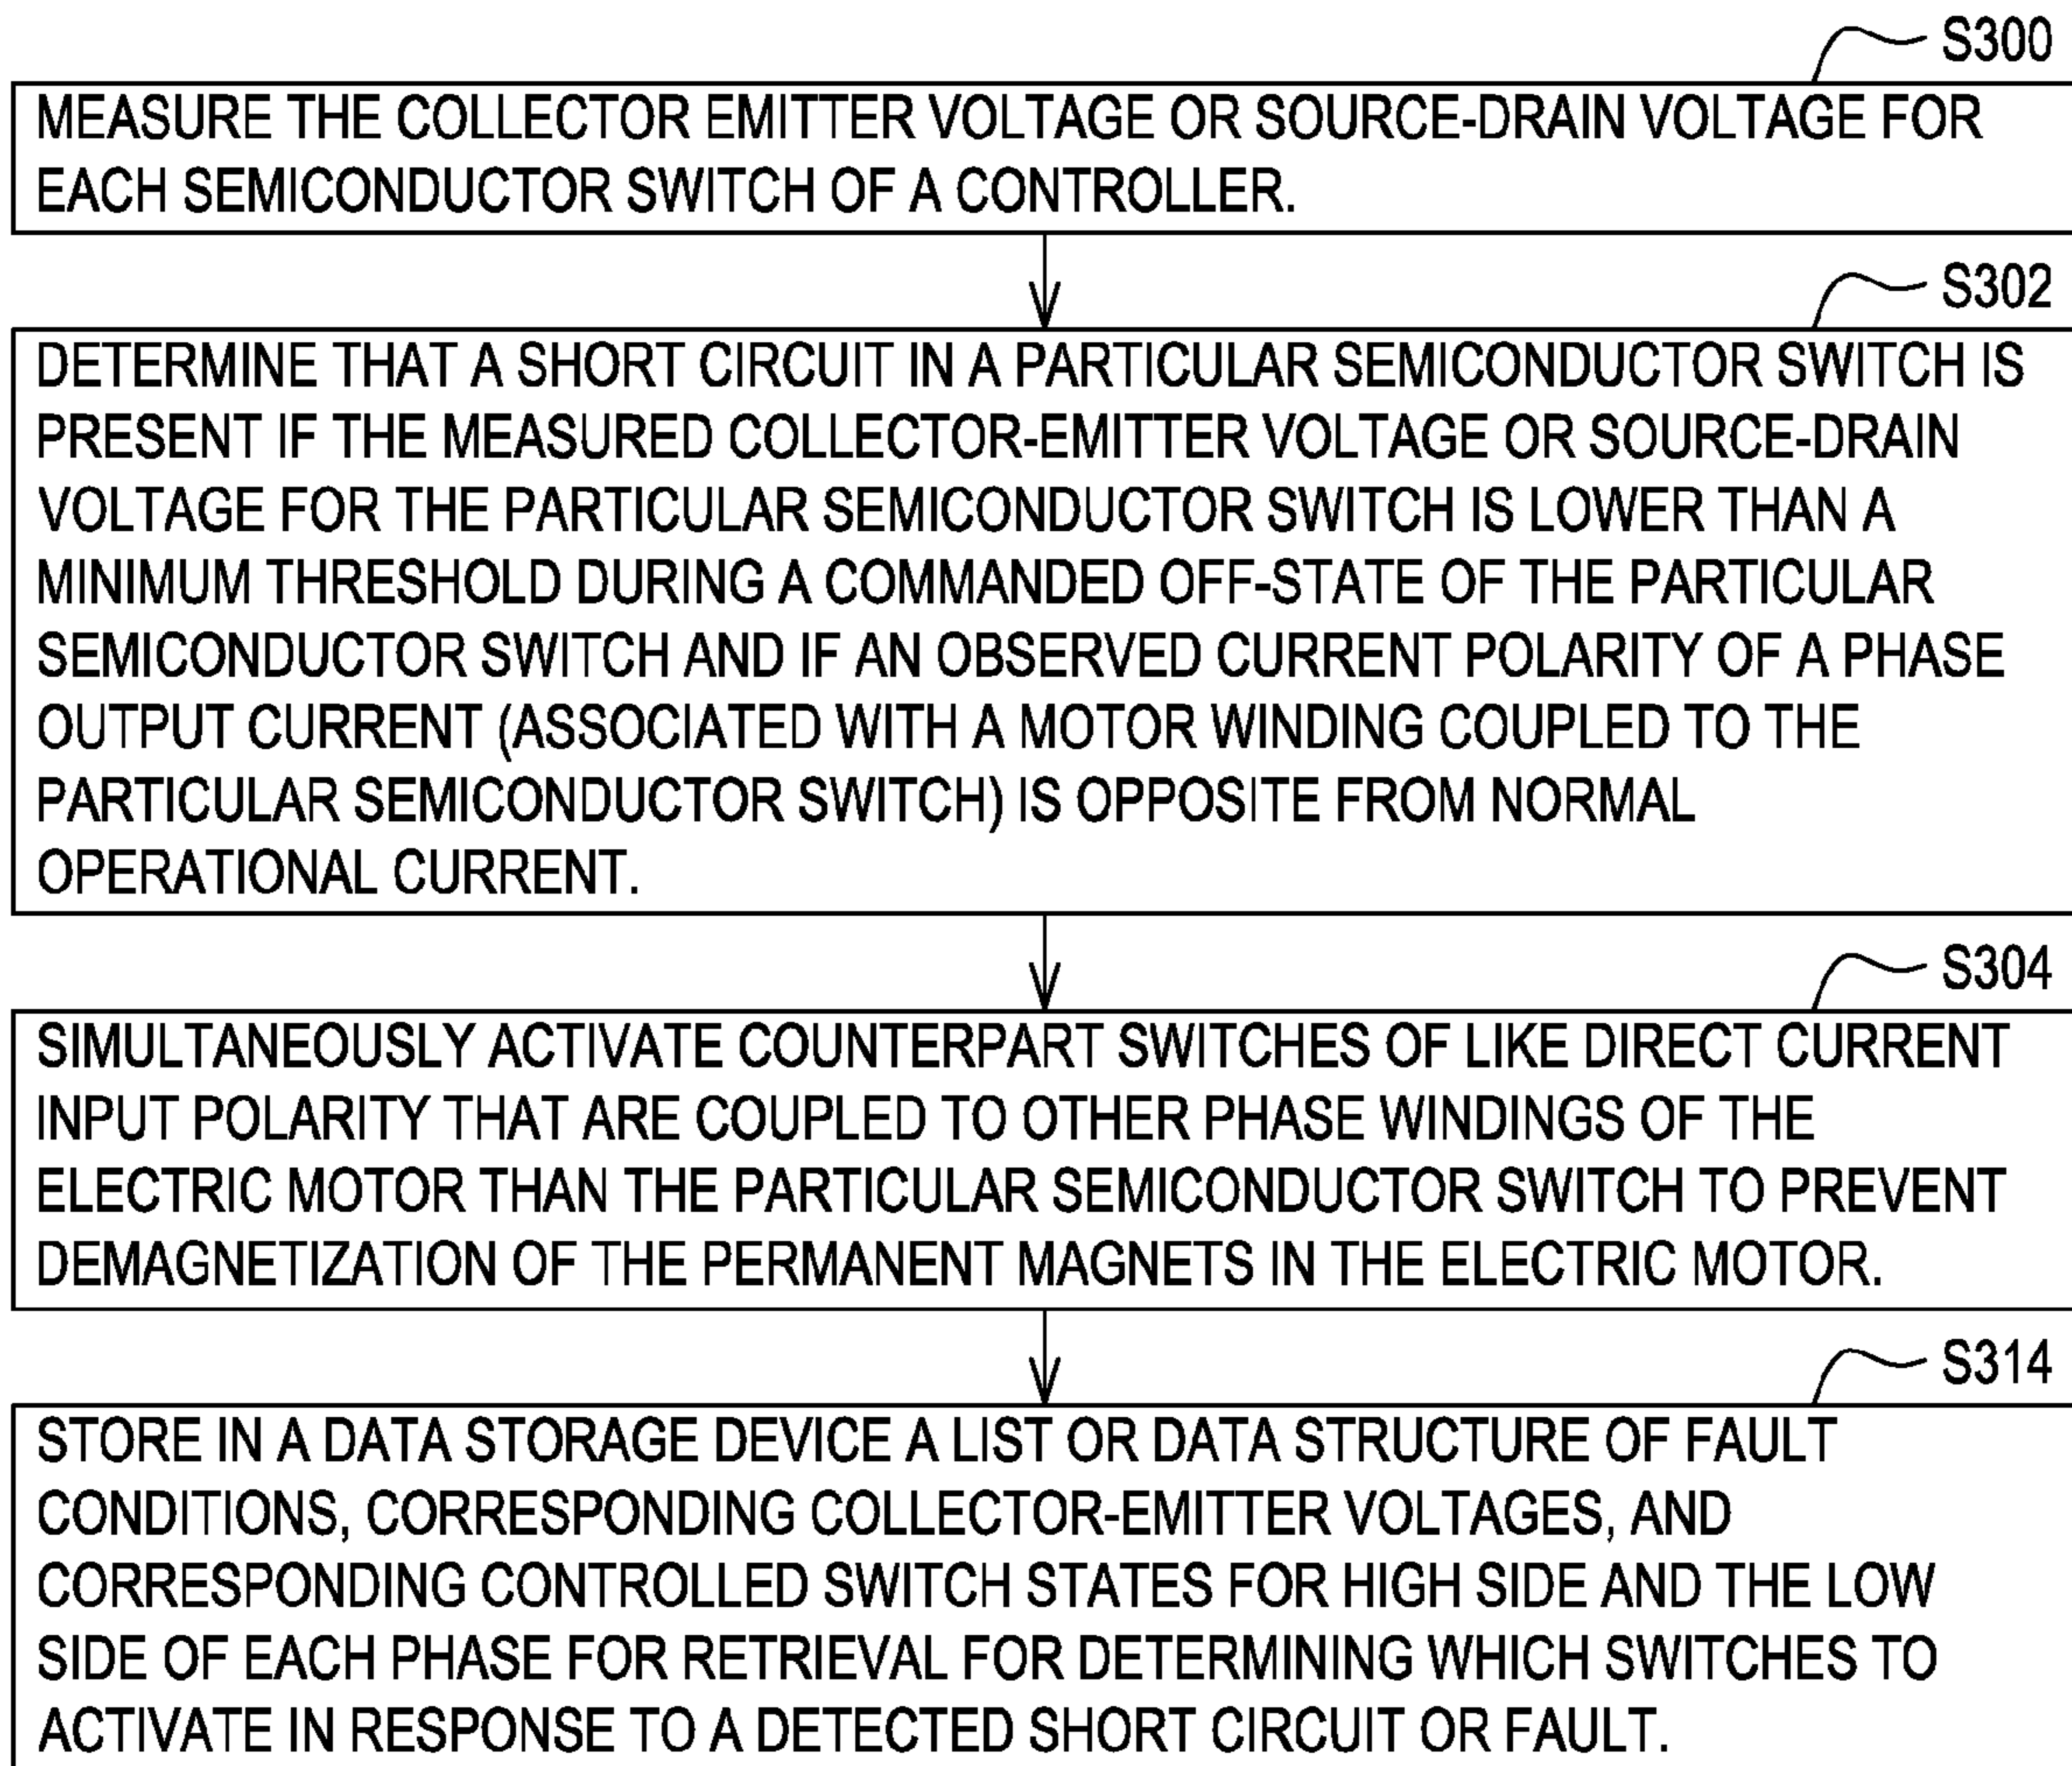 S300
MEASURE THE COLLECTOR EMITTER VOLTAGE OR SOURCE-DRAIN VOLTAGE FOR
EACH SEMICONDUCTOR SWITCH OF A CONTROLLER.
S302
DETERMINE THAT A SHORT CIRCUIT IN A PARTICULAR SEMICONDUCTOR SWITCH IS
PRESENT IF THE MEASURED COLLECTOR-EMITTER VOLTAGE OR SOURCE-DRAIN
VOLTAGE FOR THE PARTICULAR SEMICONDUCTOR SWITCH IS LOWER THAN A
MINIMUM THRESHOLD DURING A COMMANDED OFF-STATE OF THE PARTICULAR
SEMICONDUCTOR SWITCH AND IF AN OBSERVED CURRENT POLARITY OF A PHASE
OUTPUT CURRENT (ASSOCIATED WITH A MOTOR WINDING COUPLED TO THE
PARTICULAR SEMICONDUCTOR SWITCH) IS OPPOSITE FROM NORMAL
OPERATIONAL CURRENT.
S304
SIMULTANEOUSLY ACTIVATE COUNTERPART SWITCHES OF LIKE DIRECT CURRENT
INPUT POLARITY THAT ARE COUPLED TO OTHER PHASE WINDINGS OF THE
ELECTRIC MOTOR THAN THE PARTICULAR SEMICONDUCTOR SWITCH TO PREVENT
DEMAGNETIZATION OF THE PERMANENT MAGNETS IN THE ELECTRIC MOTOR.
S314
STORE IN A DATA STORAGE DEVICE A LIST OR DATA STRUCTURE OF FAULT
CONDITIONS, CORRESPONDING COLLECTOR-EMITTER VOLTAGES, AND
CORRESPONDING CONTROLLED SWITCH STATES FOR HIGH SIDE AND THE LOW
SIDE OF EACH PHASE FOR RETRIEVAL FOR DETERMINING WHICH SWITCHES TO
ACTIVATE IN RESPONSE TO A DETECTED SHORT CIRCUIT OR FAULT.